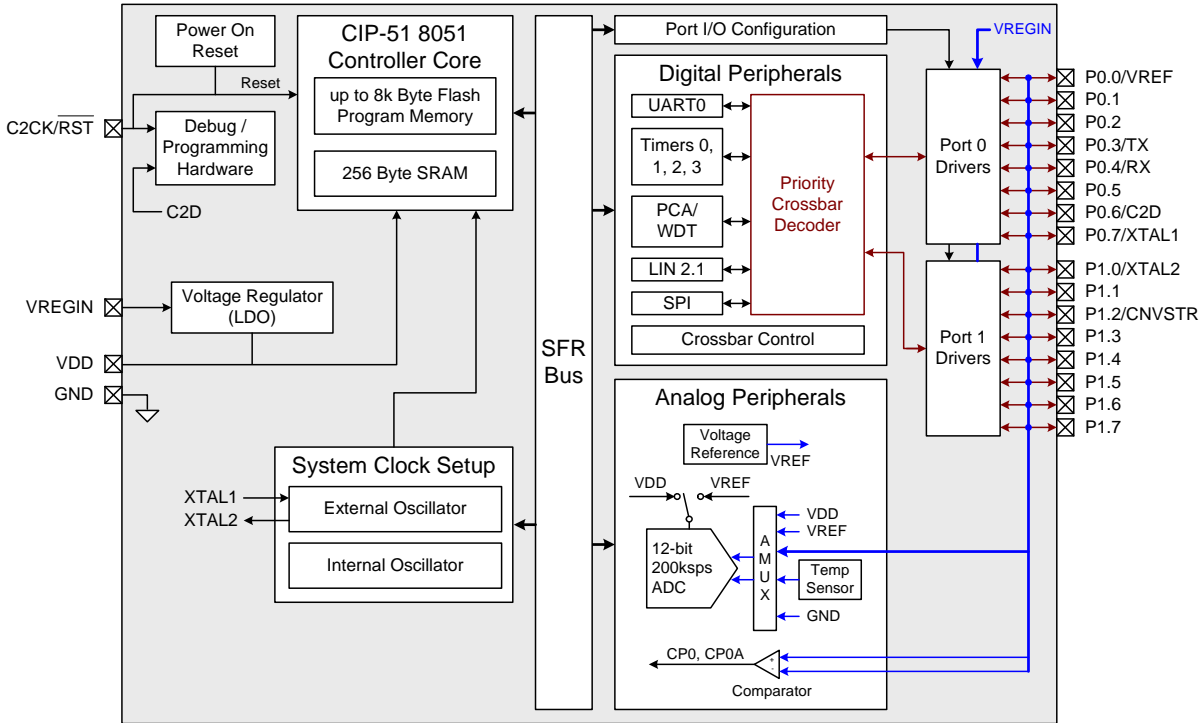 Power On
Reset
Reset
C2CK/RST
Debug /
Programming
Hardware
C2D
VREGIN
Voltage Regulator
(LDO)
VDD
GND
CIP-51 8051
Controller Core
up to 8k Byte Flash
Program Memory
256 Byte SRAM
System Clock Setup
XTAL1
XTAL2
External Oscillator
Internal Oscillator
SFR
Bus
Port I/O Configuration
Digital Peripherals
UART0
Timers 0,
1, 2, 3
PCA/
WDT
LIN 2.1
SPI
Priority
Crossbar
Decoder
Crossbar Control
Analog Peripherals
Voltage
Reference
VREF
VDD
VREF
12-bit
200ksps
ADC
A
M
U
X
VDD
VREF
Temp
Sensor
GND
CP0, CP0A
+
-
Comparator
VREGIN
Port 0
Drivers
Port 1
Drivers
P0.0/VREF
P0.1
P0.2
P0.3/TX
P0.4/RX
P0.5
P0.6/C2D
P0.7/XTAL1
P1.0/XTAL2
P1.1
P1.2/CNVSTR
P1.3
P1.4
P1.5
P1.6
P1.7